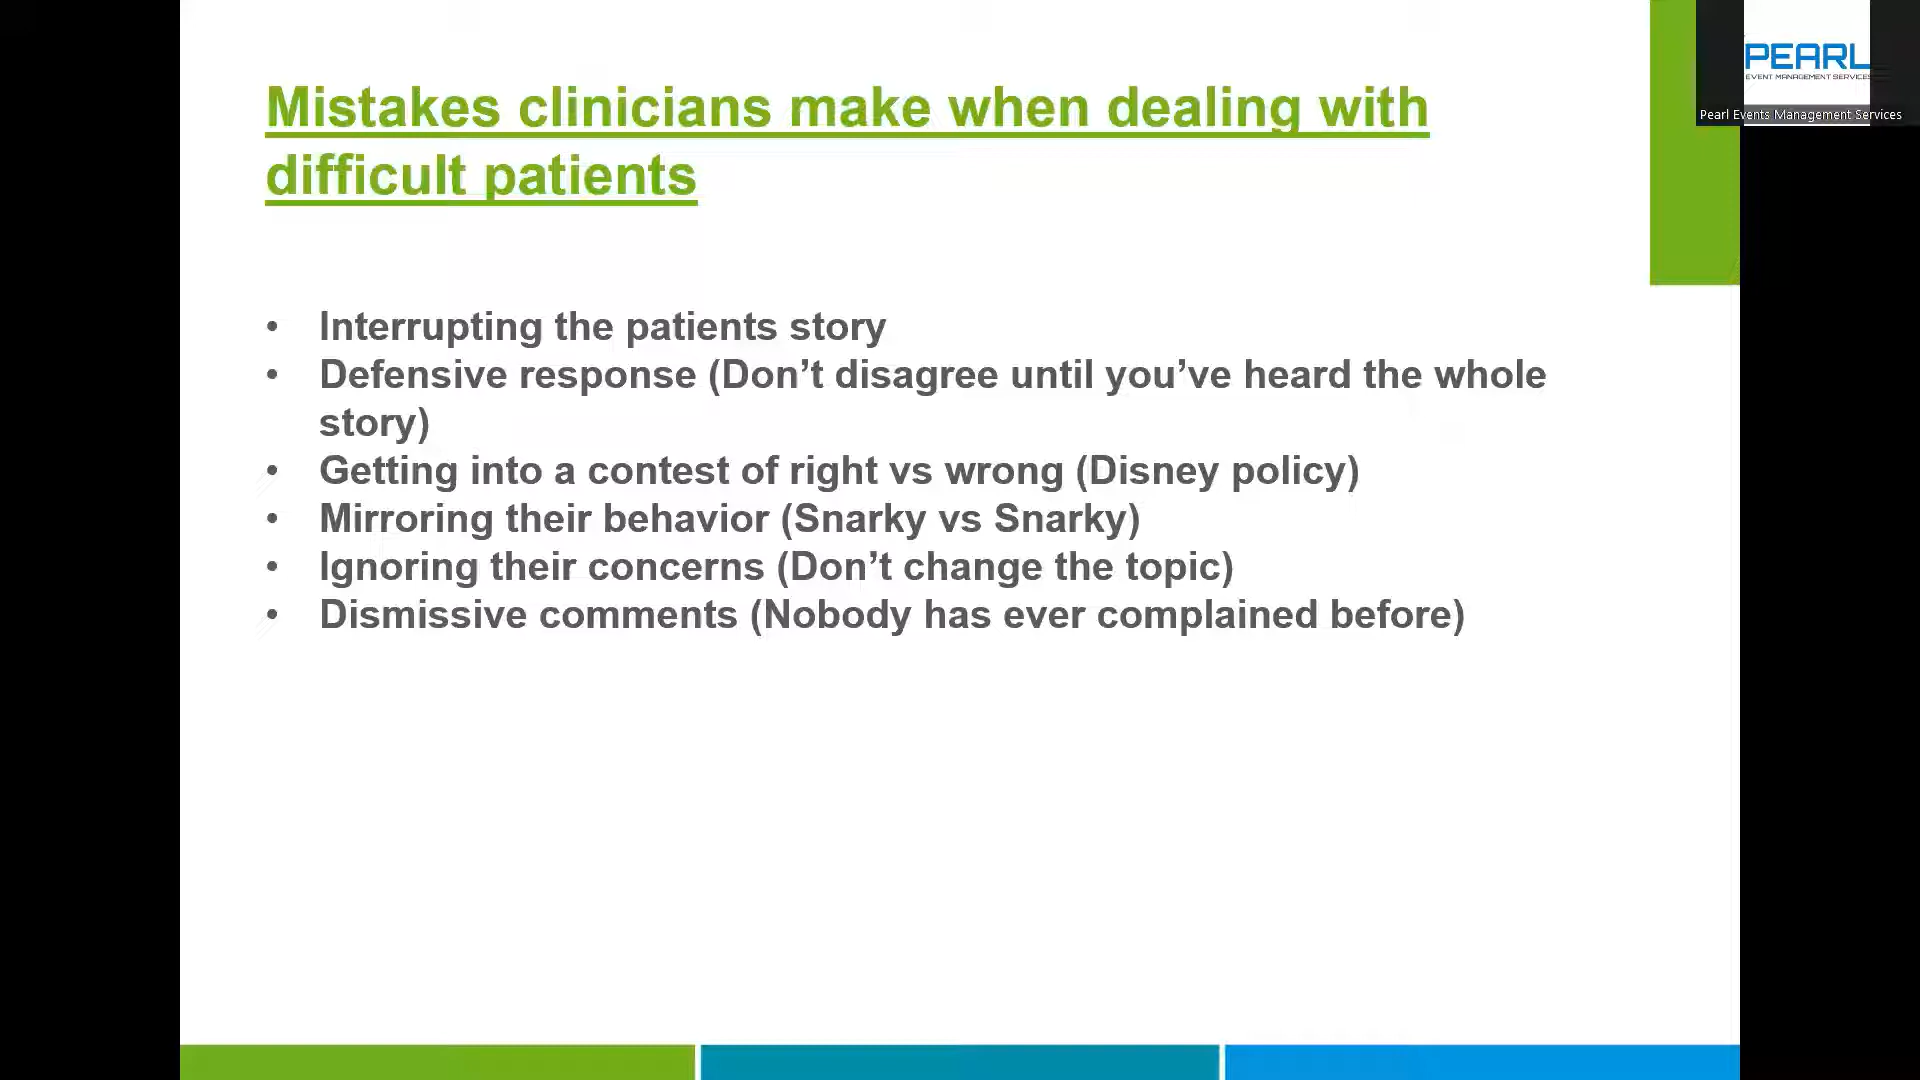 Mistakes clinicians make when dealing with
difficult patients
• Interrupting the patients story
• Defensive response (Don’t disagree until you’ve heard the whole
story)
• Getting into a contest of right vs wrong (Disney policy)
• Mirroring their behavior (Snarky vs Snarky)
• Ignoring their concerns (Don’t change the topic)
• Dismissive comments (Nobody has ever complained before)
PEARL
EVENT MANAGEMENT SERVICES
Pearl Events Management Services